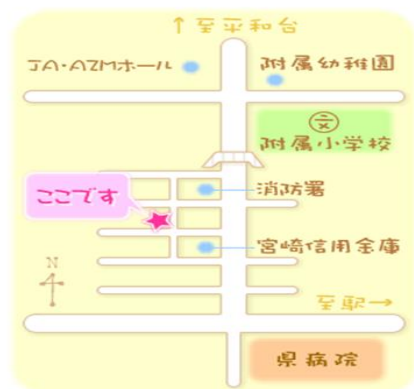 ↑至平和台
JA・AZMホール
附属幼稚園
文
附属小学校
消防署
ここです
宮崎信用金庫
N
至駅→
県病院